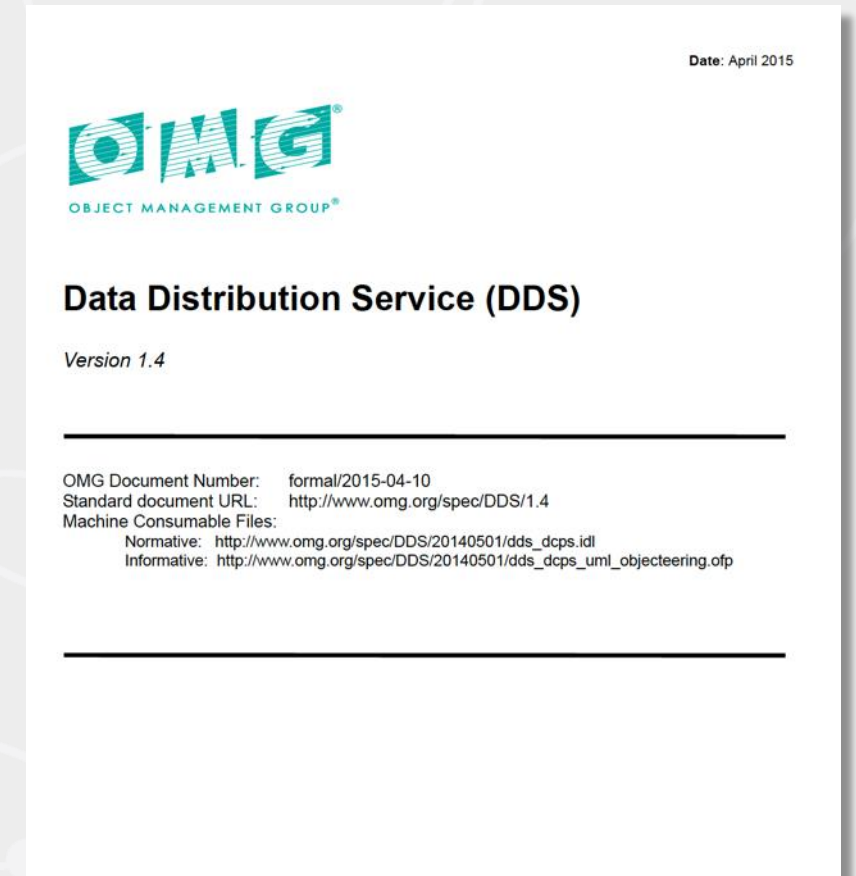 Date: April 2015
OMG®
OBJECT MANAGEMENT GROUP®
Data Distribution Service (DDS)
Version 1.4
OMG Document Number: formal/2015-04-10
Standard document URL: http://www.omg.org/spec/DDS/1.4
Machine Consumable Files:
Normative: http://www.omg.org/spec/DDS/20140501/dds_dcps.idl
Informative: http://www.omg.org/spec/DDS/20140501/dds_dcps_uml_objecteering.ofp